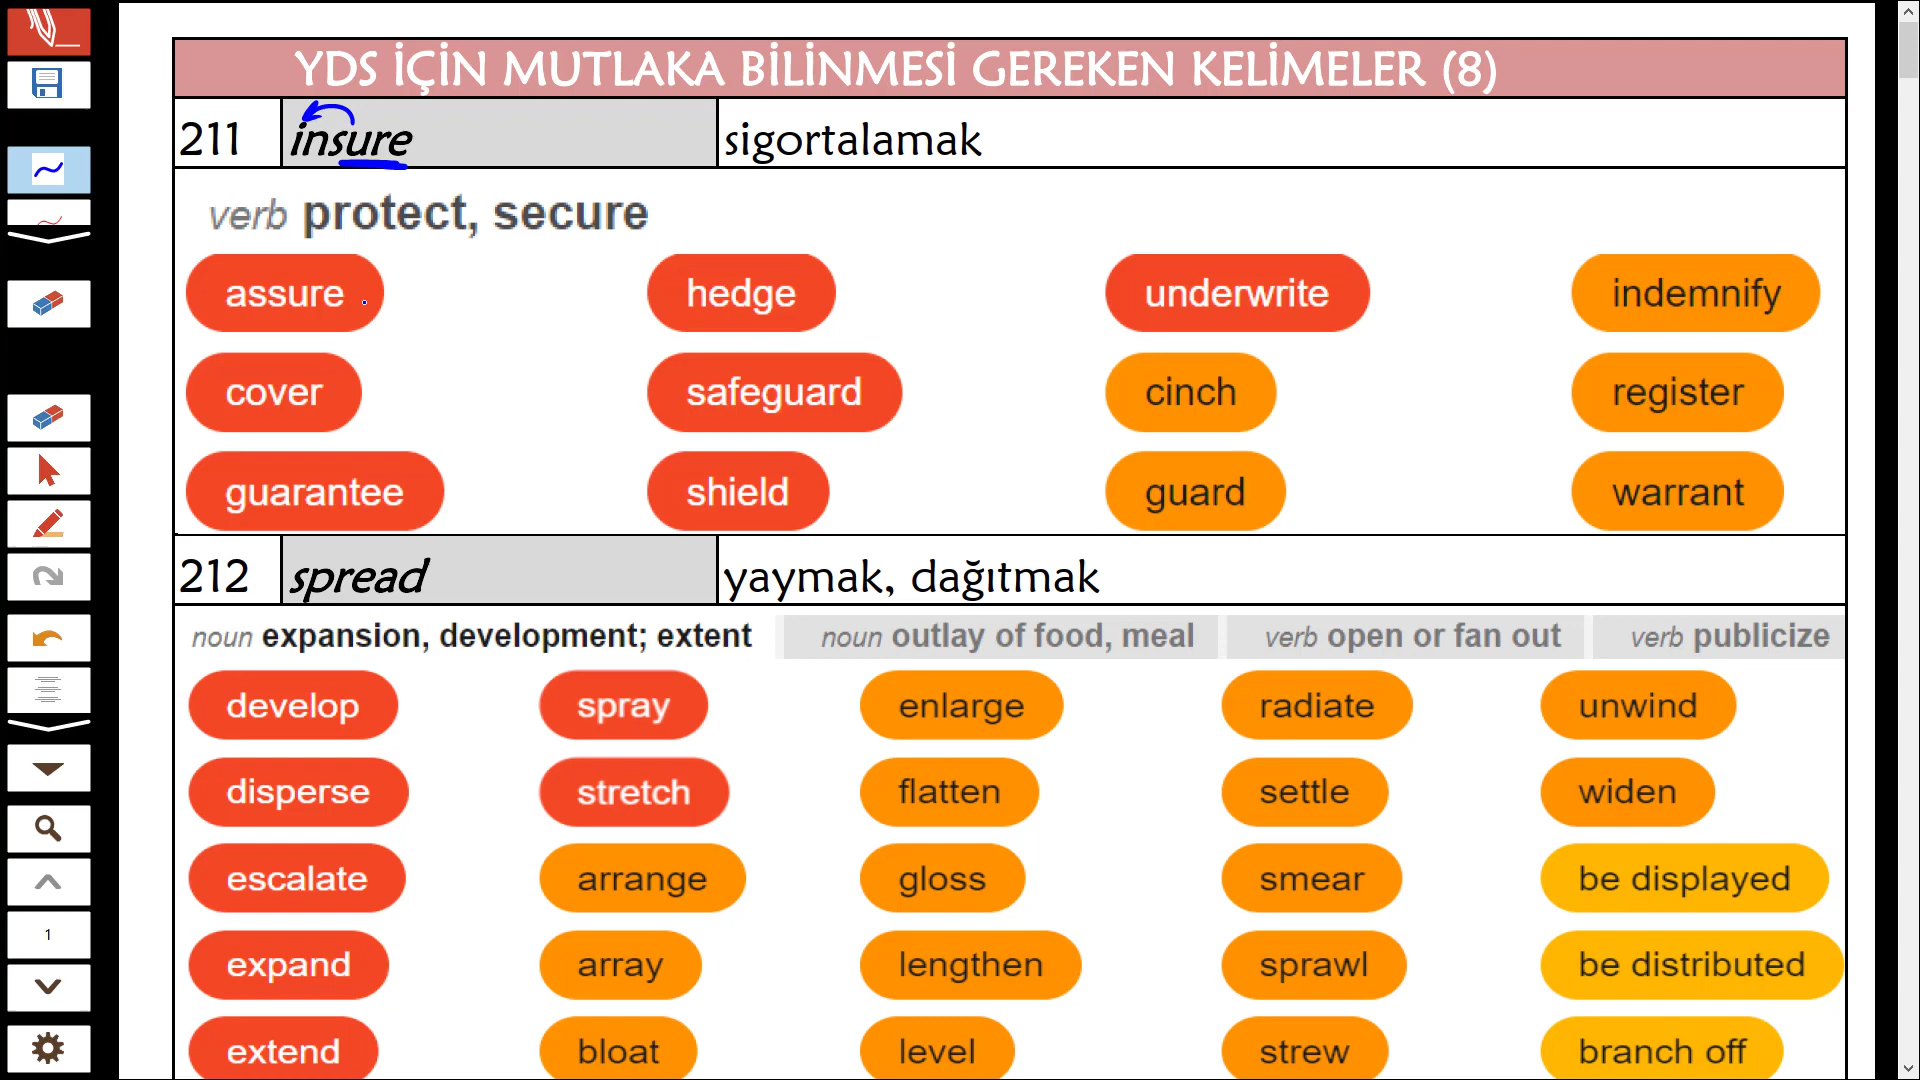 YDS İÇİN MUTLAKA BİLİNMESİ GEREKEN KELİMELER (8)
211 insure sigortalamak
verb protect, secure
assure hedge underwrite indemnify
cover safeguard cinch register
guarantee shield guard warrant
212 spread yaymak, dağıtmak
noun expansion, development; extent noun outlay of food, meal verb open or fan out verb publicize
develop spray enlarge radiate unwind
disperse stretch flatten settle widen
escalate arrange gloss smear be displayed
expand array lengthen sprawl be distributed
1
extend bloat level strew branch off